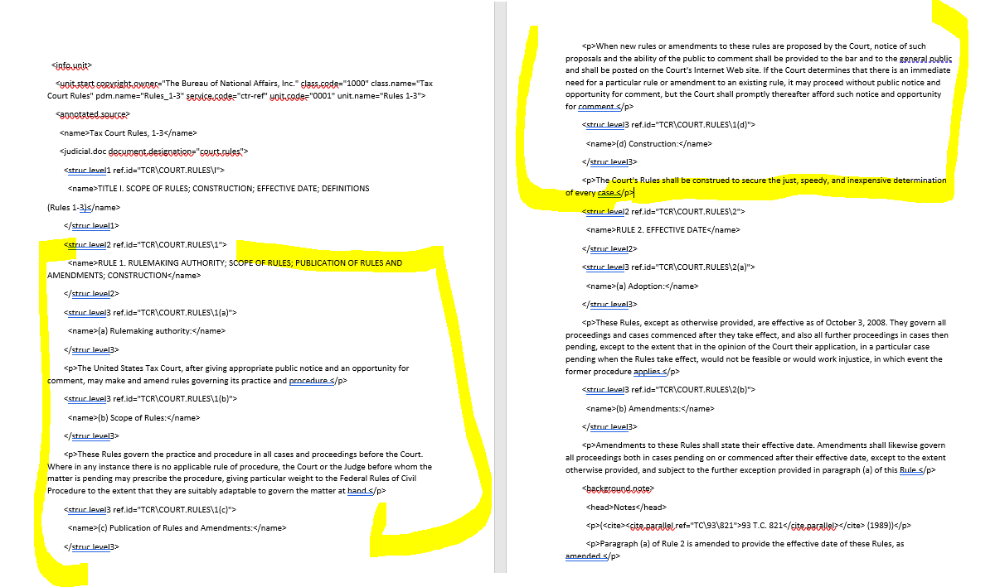 <info.unit>
<unit.start copyright.owner="The Bureau of National Affairs, Inc." class.code="1000" class.name="Tax
Court Rules" pdm.name="Rules_1-3" service.code="ctr-ref" unit.code="0001" unit.name="Rules 1-3">
<annotated.source>
<name>Tax Court Rules, 1-3</name>
<judicial.doc document.designation="court.rules">
<struc.level1 ref.id="TCR\COURT.RULES\I">
<name>TITLE I. SCOPE OF RULES; CONSTRUCTION; EFFECTIVE DATE; DEFINITIONS
(Rules 1-3)</name>
</struc.level1>
<struc.level2 ref.id="TCR\COURT.RULES\1">
<name>RULE 1. RULEMAKING AUTHORITY; SCOPE OF RULES; PUBLICATION OF RULES AND
AMENDMENTS; CONSTRUCTION</name>
</struc.level2>
<struc.level3 ref.id="TCR\COURT.RULES\1(a)">
<name>(a) Rulemaking authority:</name>
</struc.level3>
<p>The United States Tax Court, after giving appropriate public notice and an opportunity for
comment, may make and amend rules governing its practice and procedure.</p>
<struc.level3 ref.id="TCR\COURT.RULES\1(b)">
<name>(b) Scope of Rules:</name>
</struc.level3>
<p>These Rules govern the practice and procedure in all cases and proceedings before the Court.
Where in any instance there is no applicable rule of procedure, the Court or the Judge before whom the
matter is pending may prescribe the procedure, giving particular weight to the Federal Rules of Civil
Procedure to the extent that they are suitably adaptable to govern the matter at hand.</p>
<struc.level3 ref.id="TCR\COURT.RULES\1(c)">
<name>(c) Publication of Rules and Amendments:</name>
</struc.level3>
<p>When new rules or amendments to these rules are proposed by the Court, notice of such
proposals and the ability of the public to comment shall be provided to the bar and to the general public
and shall be posted on the Court's Internet Web site. If the Court determines that there is an immediate
need for a particular rule or amendment to an existing rule, it may proceed without public notice and
opportunity for comment, but the Court shall promptly thereafter afford such notice and opportunity
for comment.</p>
<struc.level3 ref.id="TCR\COURT.RULES\1(d)">
<name>(d) Construction:</name>
</struc.level3>
<p>The Court's Rules shall be construed to secure the just, speedy, and inexpensive determination
of every case.</p>
<struc.level2 ref.id="TCR\COURT.RULES\2">
<name>RULE 2. EFFECTIVE DATE</name>
</struc.level2>
<struc.level3 ref.id="TCR\COURT.RULES\2(a)">
<name>(a) Adoption:</name>
</struc.level3>
<p>These Rules, except as otherwise provided, are effective as of October 3, 2008. They govern all
proceedings and cases commenced after they take effect, and also all further proceedings in cases then
pending, except to the extent that in the opinion of the Court their application, in a particular case
pending when the Rules take effect, would not be feasible or would work injustice, in which event the
former procedure applies.</p>
<struc.level3 ref.id="TCR\COURT.RULES\2(b)">
<name>(b) Amendments:</name>
</struc.level3>
<p>Amendments to these Rules shall state their effective date. Amendments shall likewise govern
all proceedings both in cases pending on or commenced after their effective date, except to the extent
otherwise provided, and subject to the further exception provided in paragraph (a) of this Rule.</p>
<background.note>
<head>Notes</head>
<p>(<cite><cite.parallel ref="TC\93\821">93 T.C. 821</cite.parallel></cite> (1989))</p>
<p>Paragraph (a) of Rule 2 is amended to provide the effective date of these Rules, as
amended.</p>